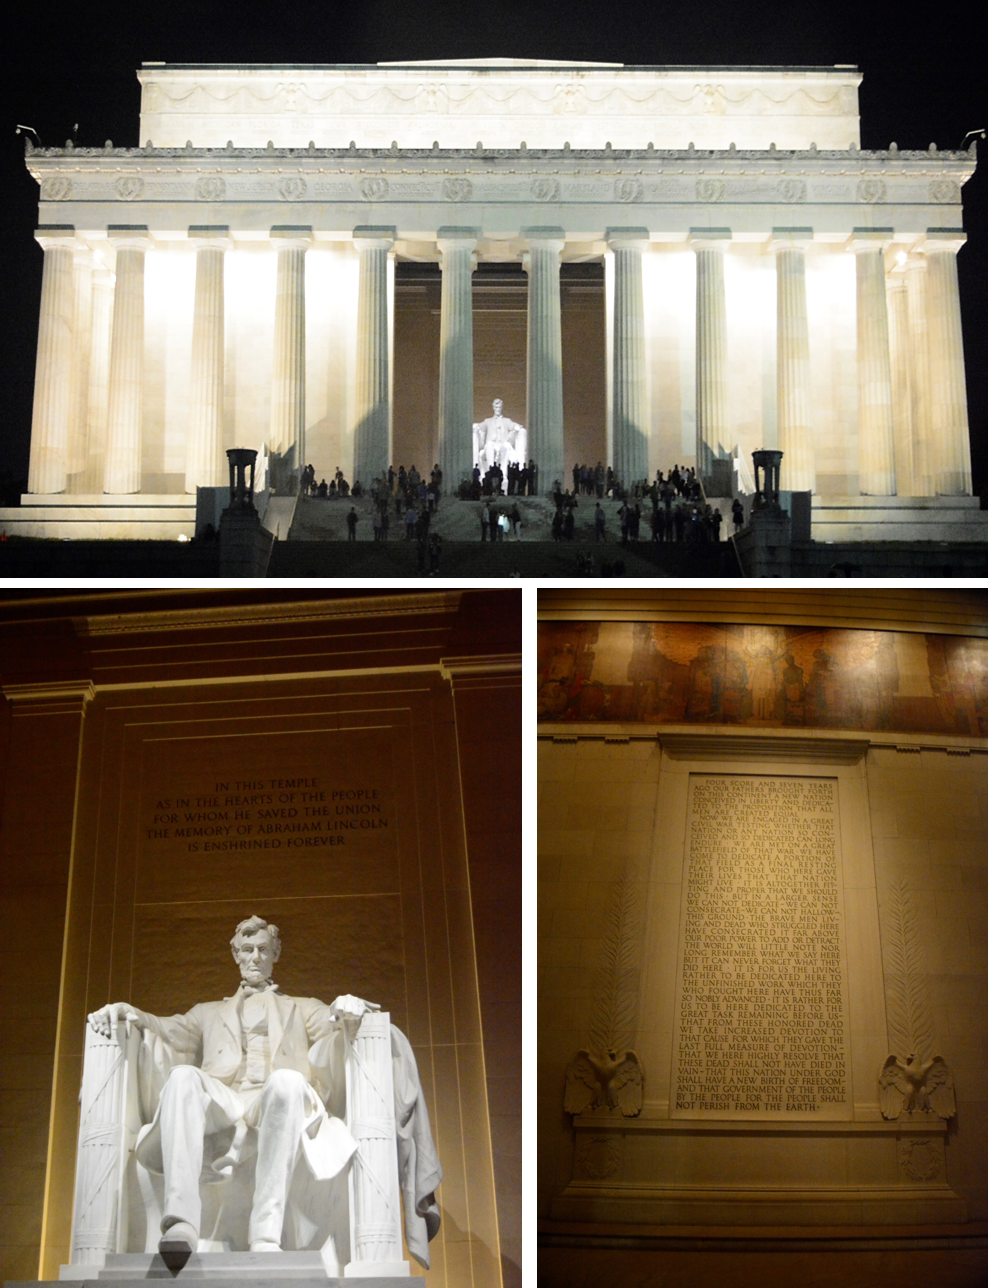 GEORGIA MARYLAND
IN THIS TEMPLE
AS IN THE HEARTS OF THE PEOPLE
FOR WHOM HE SAVED THE UNION
THE MEMORY OF ABRAHAM LINCOLN
IS ENSHRINED FOREVER
FOUR SCORE AND SEVEN YEARS
AGO OUR FATHERS BROUGHT FORTH
ON THIS CONTINENT A NEW NATION
CONCEIVED IN LIBERTY AND DEDICA-
TED TO THE PROPOSITION THAT ALL
MEN ARE CREATED EQUAL·
NOW WE ARE ENGAGED IN A GREAT
CIVIL WAR TESTING WHETHER THAT
NATION OR ANY NATION SO CON-
CEIVED AND SO DEDICATED CAN LONG
ENDURE· WE ARE MET ON A GREAT
BATTLEFIELD OF THAT WAR· WE HAVE
COME TO DEDICATE A PORTION OF
THAT FIELD AS A FINAL RESTING
PLACE FOR THOSE WHO HERE GAVE
THEIR LIVES THAT THAT NATION
MIGHT LIVE· IT IS ALTOGETHER FIT-
TING AND PROPER THAT WE SHOULD
DO THIS· BUT IN A LARGER SENSE
WE CAN NOT DEDICATE~WE CAN NOT
CONSECRATE~WE CAN NOT HALLOW~
THIS GROUND· THE BRAVE MEN LIV-
ING AND DEAD WHO STRUGGLED HERE
HAVE CONSECRATED IT FAR ABOVE
OUR POOR POWER TO ADD OR DETRACT·
THE WORLD WILL LITTLE NOTE NOR
LONG REMEMBER WHAT WE SAY HERE
BUT IT CAN NEVER FORGET WHAT THEY
DID HERE· IT IS FOR US THE LIVING
RATHER TO BE DEDICATED HERE TO
THE UNFINISHED WORK WHICH THEY
WHO FOUGHT HERE HAVE THUS FAR
SO NOBLY ADVANCED· IT IS RATHER FOR
US TO BE HERE DEDICATED TO THE
GREAT TASK REMAINING BEFORE US~
THAT FROM THESE HONORED DEAD
WE TAKE INCREASED DEVOTION TO
THAT CAUSE FOR WHICH THEY GAVE THE
LAST FULL MEASURE OF DEVOTION~
THAT WE HERE HIGHLY RESOLVE THAT
THESE DEAD SHALL NOT HAVE DIED IN
VAIN~THAT THIS NATION UNDER GOD
SHALL HAVE A NEW BIRTH OF FREEDOM~
AND THAT GOVERNMENT OF THE PEOPLE
BY THE PEOPLE FOR THE PEOPLE SHALL
NOT PERISH FROM THE EARTH·